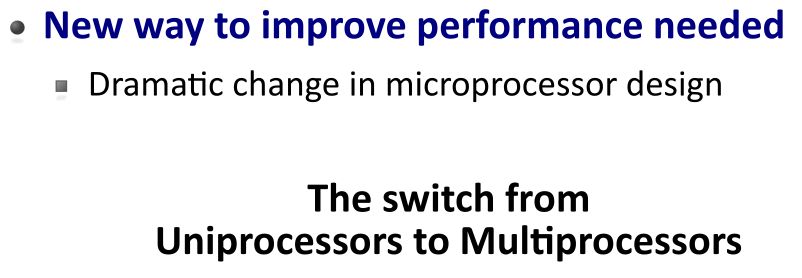 New way to improve performance needed
Dramatic change in microprocessor design
The switch from
Uniprocessors to Multiprocessors